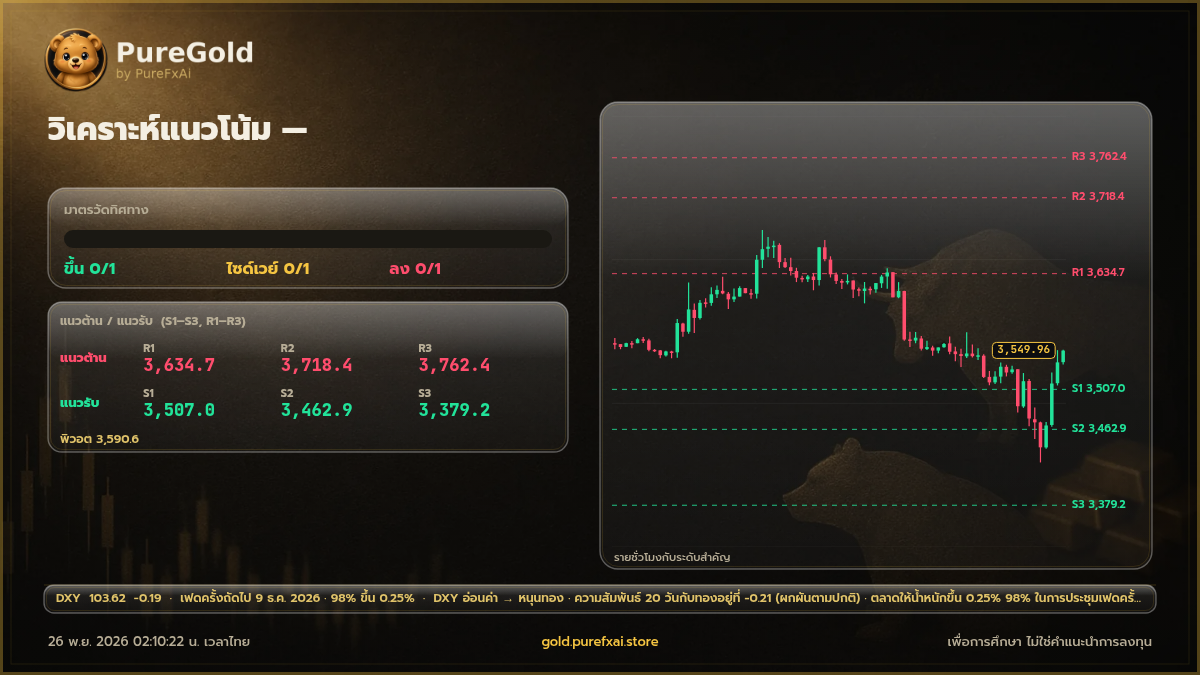 PureGold
by PureFxAi
วิเคราะห์แนวโน้ม —
มาตรวัดทิศทาง
ขึ้น 0/1 ไซด์เวย์ 0/1 ลง 0/1
แนวต้าน / แนวรับ (S1–S3, R1–R3)
R1 R2 R3
แนวต้าน 3,634.7 3,718.4 3,762.4
S1 S2 S3
แนวรับ 3,507.0 3,462.9 3,379.2
พิวอต 3,590.6
R3 3,762.4
R2 3,718.4
R1 3,634.7
3,549.96
S1 3,507.0
S2 3,462.9
S3 3,379.2
รายชั่วโมงกับระดับสำคัญ
DXY 103.62 -0.19 · เฟดครั้งถัดไป 9 ธ.ค. 2026 · 98% ขึ้น 0.25% · DXY อ่อนค่า → หนุนทอง · ความสัมพันธ์ 20 วันกับทองอยู่ที่ -0.21 (ผกผันตามปกติ) · ตลาดให้น้ำหนักขึ้น 0.25% 98% ในการประชุมเฟดครั้...
26 พ.ย. 2026 02:10:22 น. เวลาไทย
gold.purefxai.store
เพื่อการศึกษา ไม่ใช่คำแนะนำการลงทุน